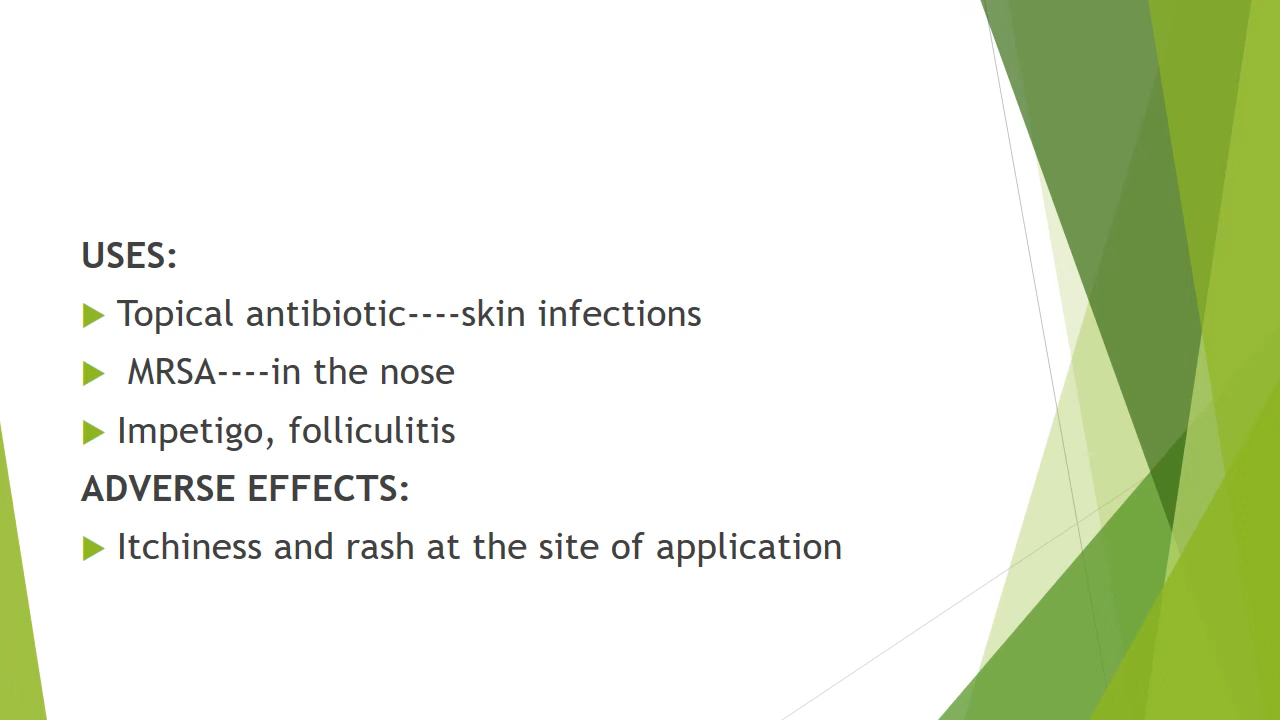 USES:
Topical antibiotic----skin infections
MRSA----in the nose
Impetigo, folliculitis
ADVERSE EFFECTS:
Itchiness and rash at the site of application